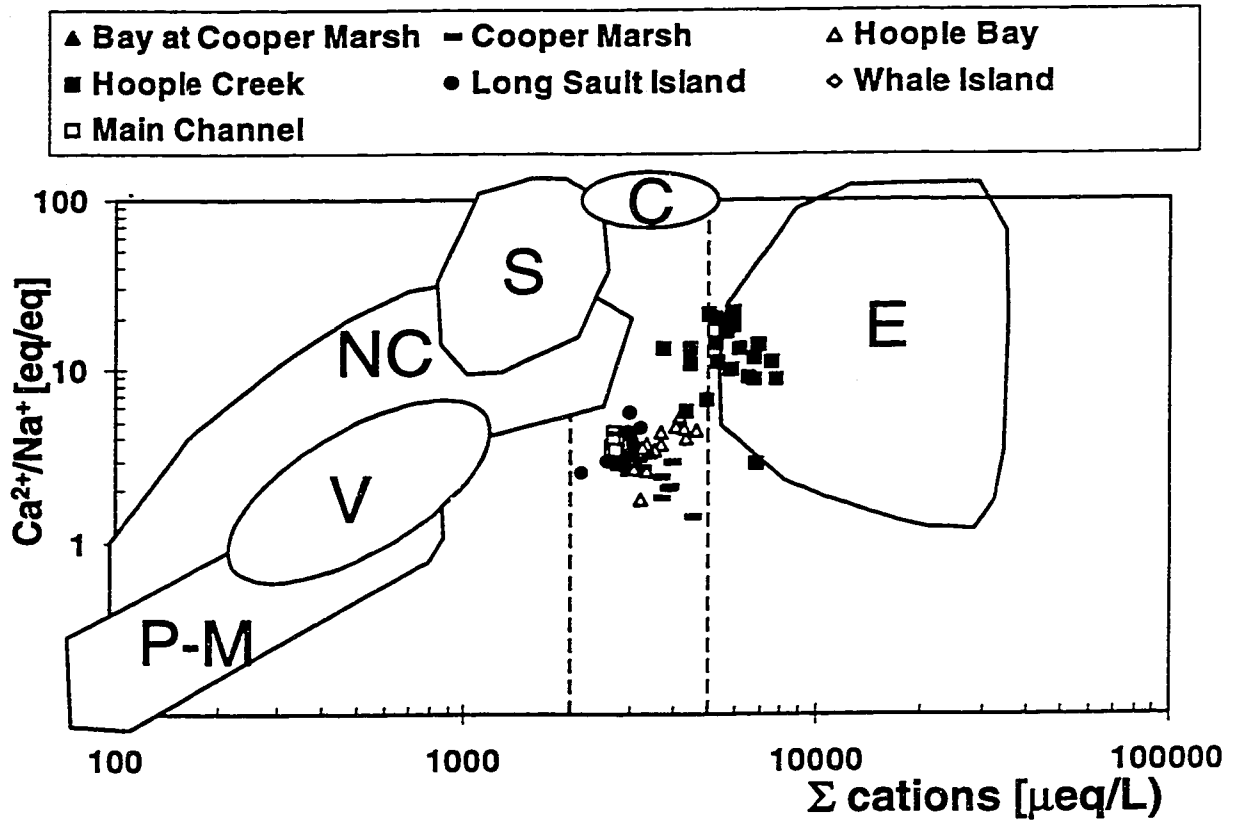 ▲ Bay at Cooper Marsh – Cooper Marsh △ Hoople Bay
■ Hoople Creek ● Long Sault Island ◇ Whale Island
□ Main Channel
C
100
S
E
NC
10
Ca²⁺/Na⁺ [eq/eq]
V
1
P-M
100 1000 10000 100000
Σ cations [µeq/L)